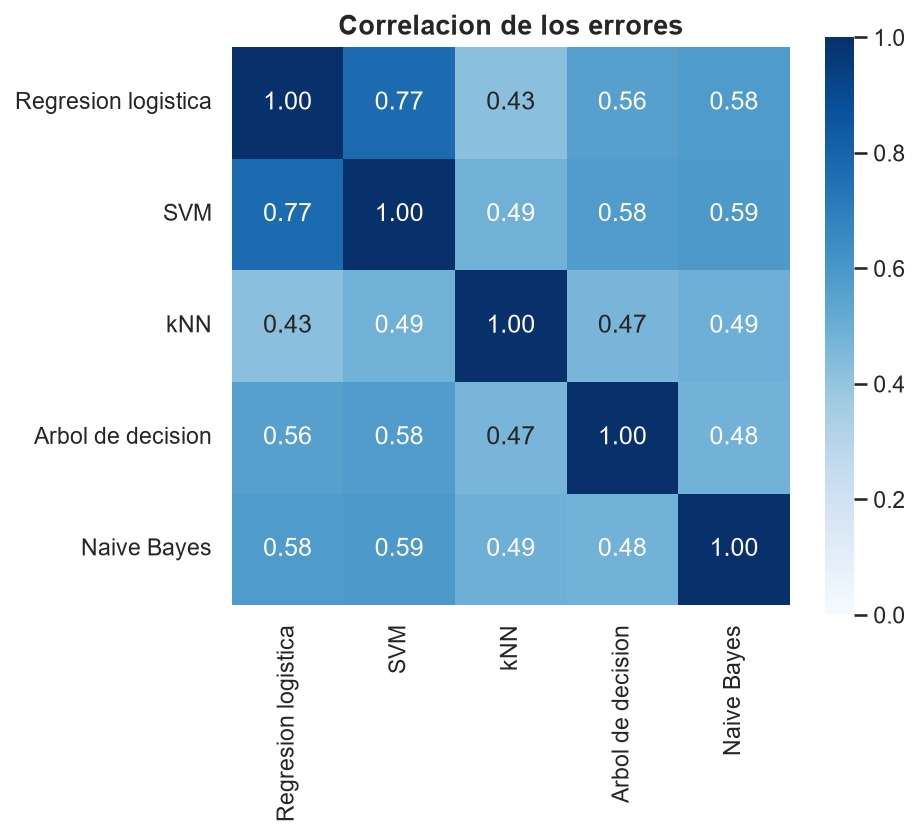 Correlacion de los errores
Regresion logistica 1.00 0.77 0.43 0.56 0.58
SVM 0.77 1.00 0.49 0.58 0.59
kNN 0.43 0.49 1.00 0.47 0.49
Arbol de decision 0.56 0.58 0.47 1.00 0.48
Naive Bayes 0.58 0.59 0.49 0.48 1.00
Regresion logistica
SVM
kNN
Arbol de decision
Naive Bayes
1.0
0.8
0.6
0.4
0.2
0.0